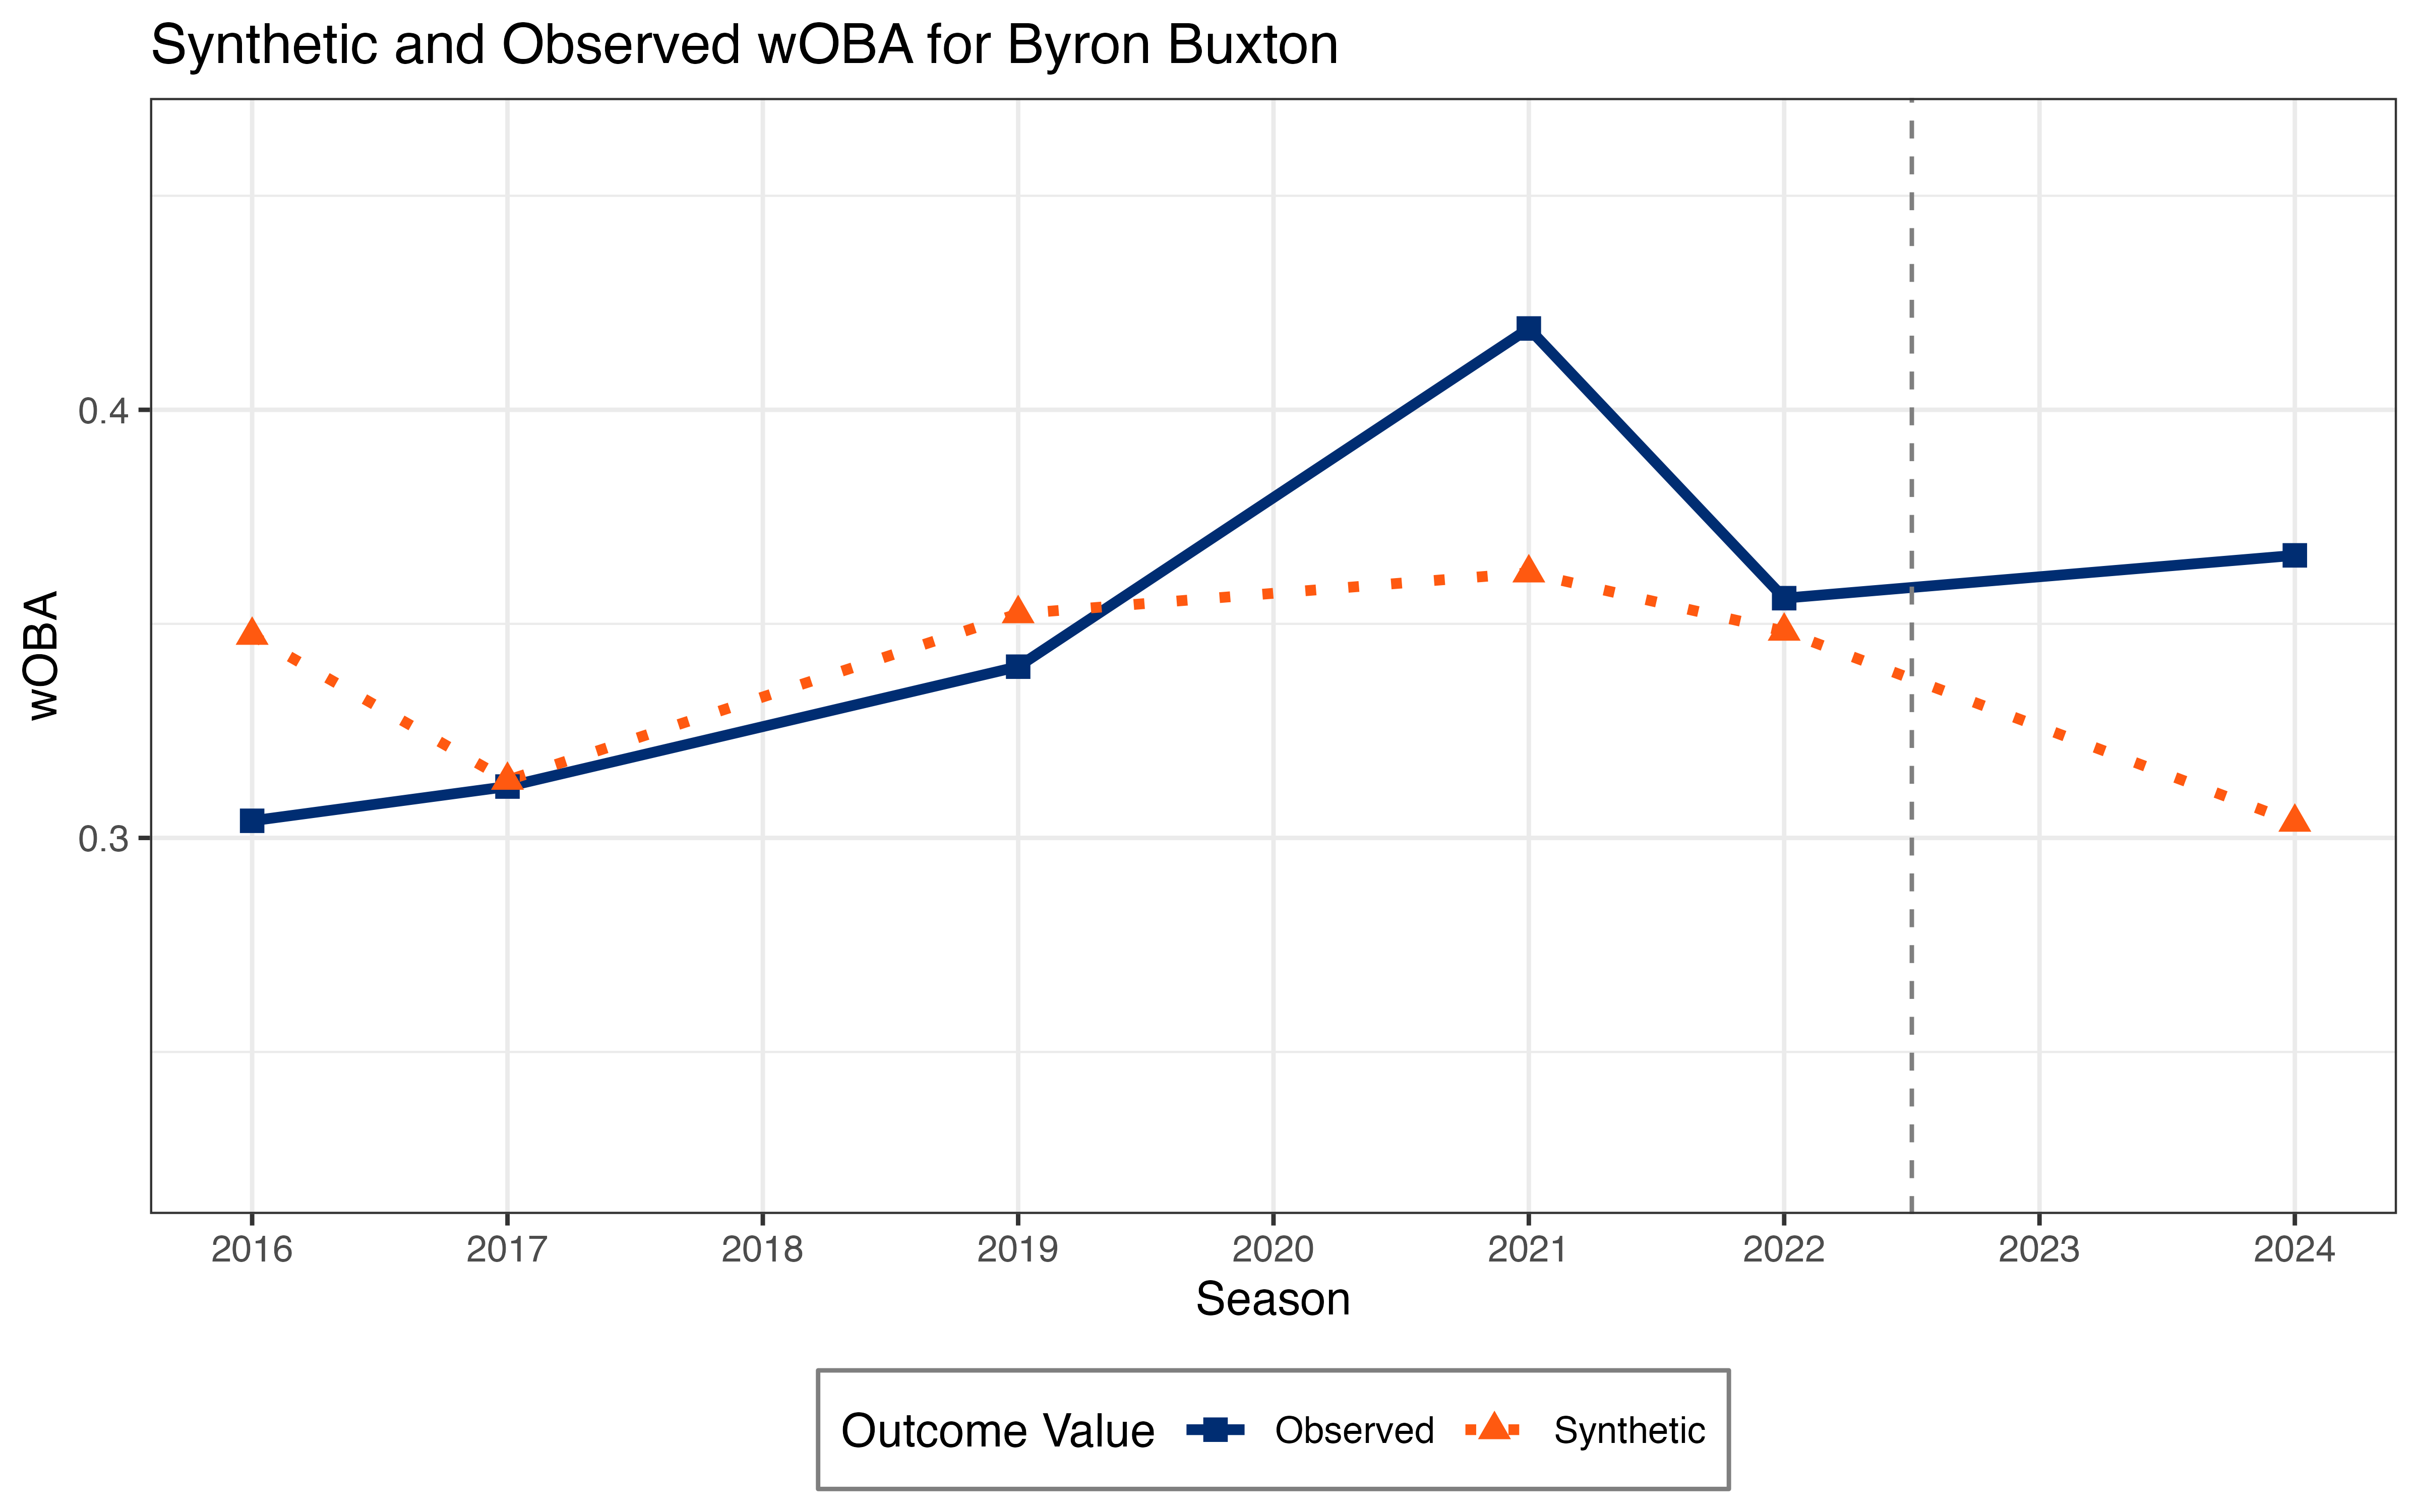 Synthetic and Observed wOBA for Byron Buxton
wOBA
0.4
0.3
2016 2017 2018 2019 2020 2021 2022 2023 2024
Season
Outcome Value Observed Synthetic